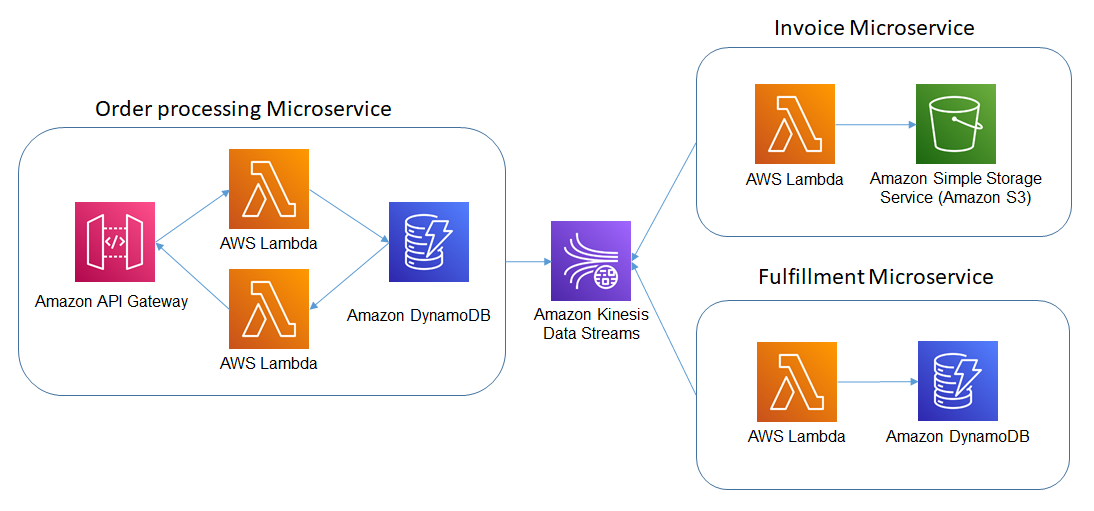 Order processing Microservice
Amazon API Gateway
AWS Lambda
AWS Lambda
Amazon DynamoDB
Amazon Kinesis
Data Streams
Invoice Microservice
AWS Lambda
Amazon Simple Storage
Service (Amazon S3)
Fulfillment Microservice
AWS Lambda
Amazon DynamoDB